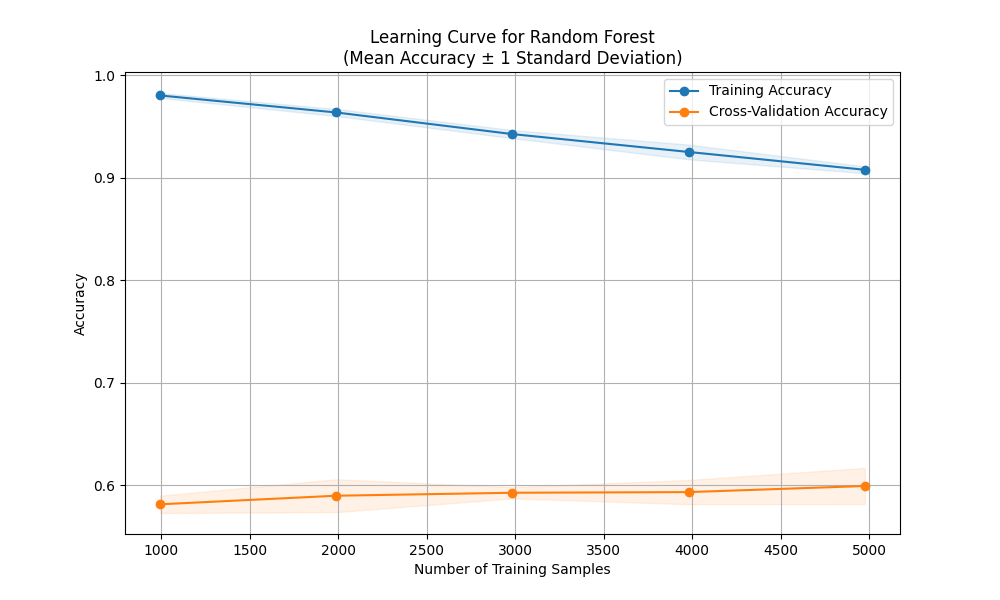 Learning Curve for Random Forest
(Mean Accuracy ± 1 Standard Deviation)
Training Accuracy
Cross-Validation Accuracy
Accuracy
1.0
0.9
0.8
0.7
0.6
1000 1500 2000 2500 3000 3500 4000 4500 5000
Number of Training Samples